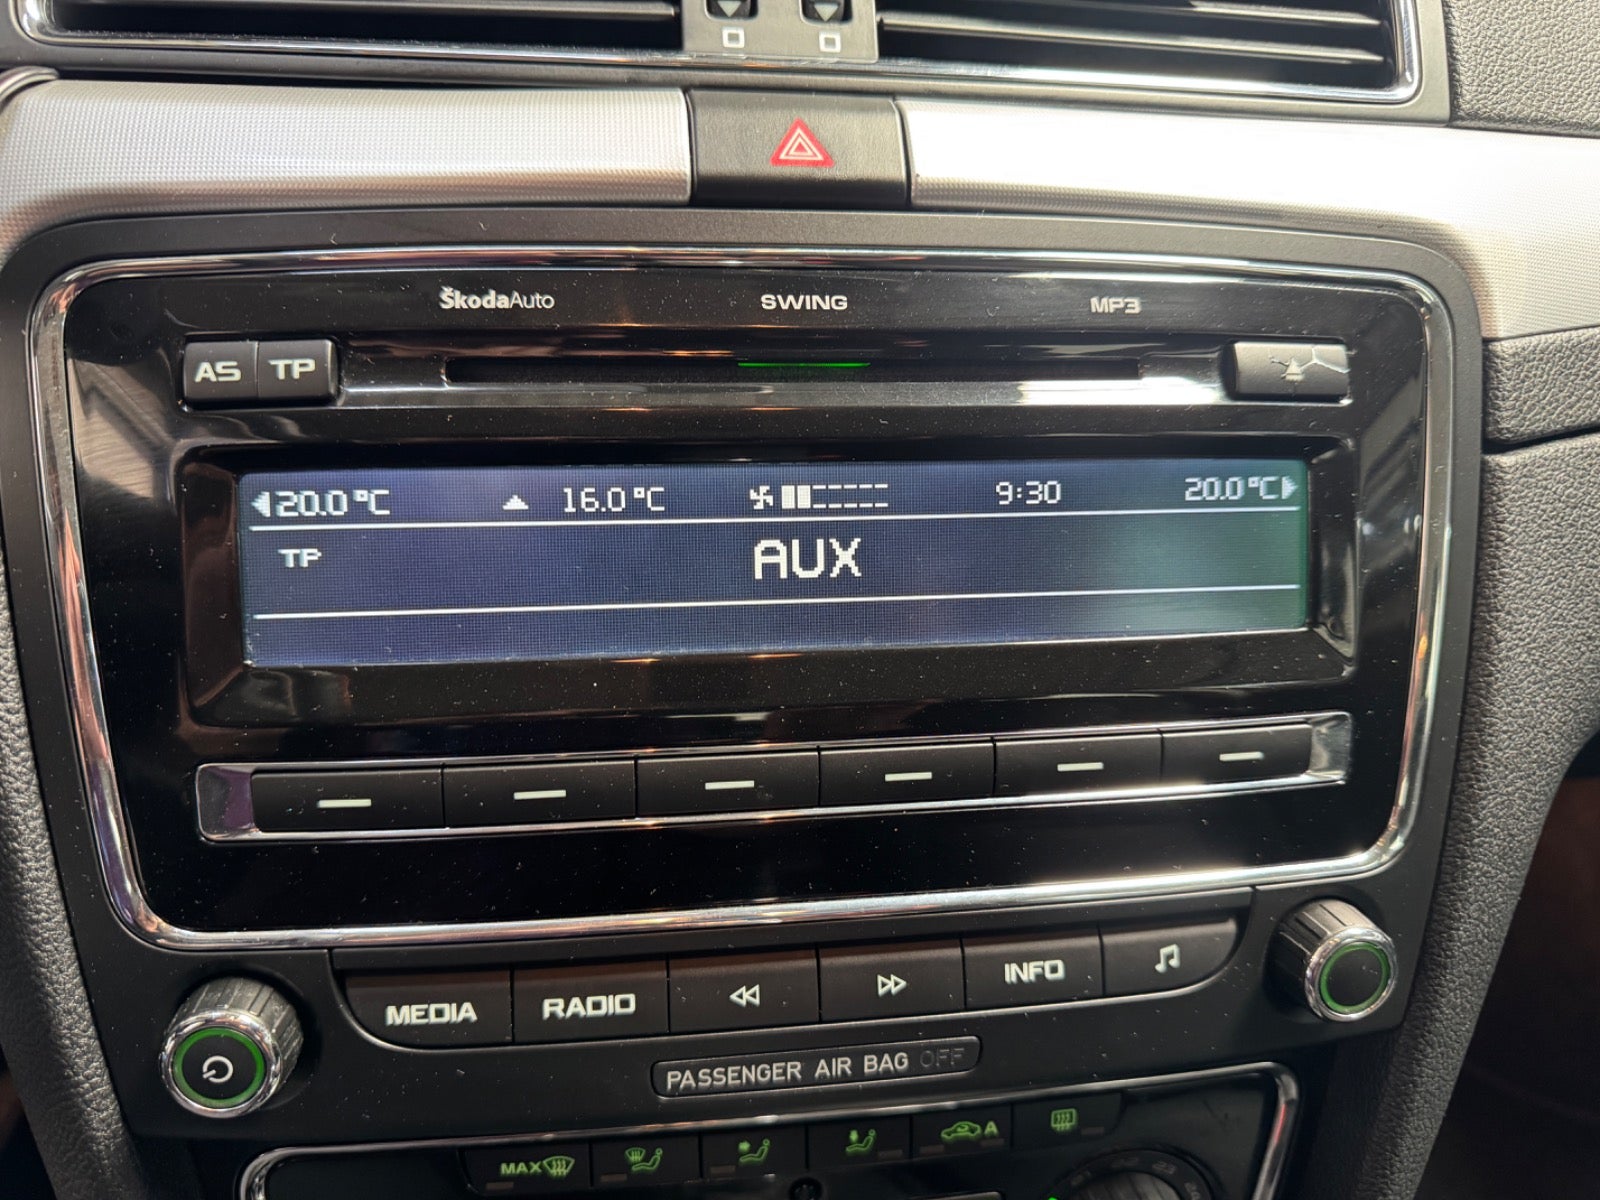 ŠkodaAuto SWING MP3
AS TP
20.0°C 16.0°C 9:30 20.0°C
TP AUX
MEDIA RADIO INFO
PASSENGER AIR BAG OFF
MAX A